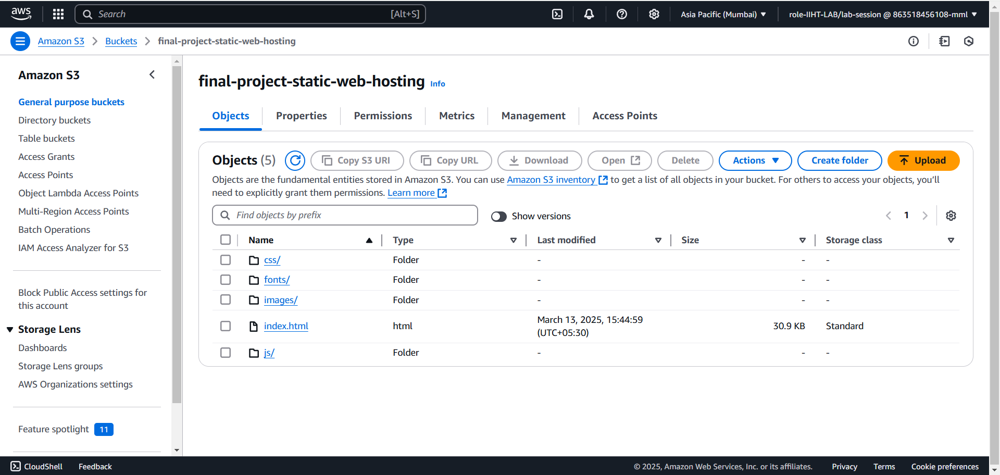 aws
Search [Alt+S]
Asia Pacific (Mumbai)
role-IIHT-LAB/lab-session @ 863518456108-mml
Amazon S3
Buckets
final-project-static-web-hosting
Amazon S3
General purpose buckets
Directory buckets
Table buckets
Access Grants
Access Points
Object Lambda Access Points
Multi-Region Access Points
Batch Operations
IAM Access Analyzer for S3
Block Public Access settings for
this account
Storage Lens
Dashboards
Storage Lens groups
AWS Organizations settings
Feature spotlight 11
final-project-static-web-hosting Info
Objects Properties Permissions Metrics Management Access Points
Objects (5) Copy S3 URI Copy URL Download Open Delete Actions Create folder Upload
Objects are the fundamental entities stored in Amazon S3. You can use Amazon S3 inventory to get a list of all objects in your bucket. For others to access your objects, you'll
need to explicitly grant them permissions. Learn more
Find objects by prefix Show versions 1
Name Type Last modified Size Storage class
css/ Folder - - -
fonts/ Folder - - -
images/ Folder - - -
index.html html March 13, 2025, 15:44:59 30.9 KB Standard
(UTC+05:30)
js/ Folder - - -
CloudShell Feedback © 2025, Amazon Web Services, Inc. or its affiliates. Privacy Terms Cookie preferences